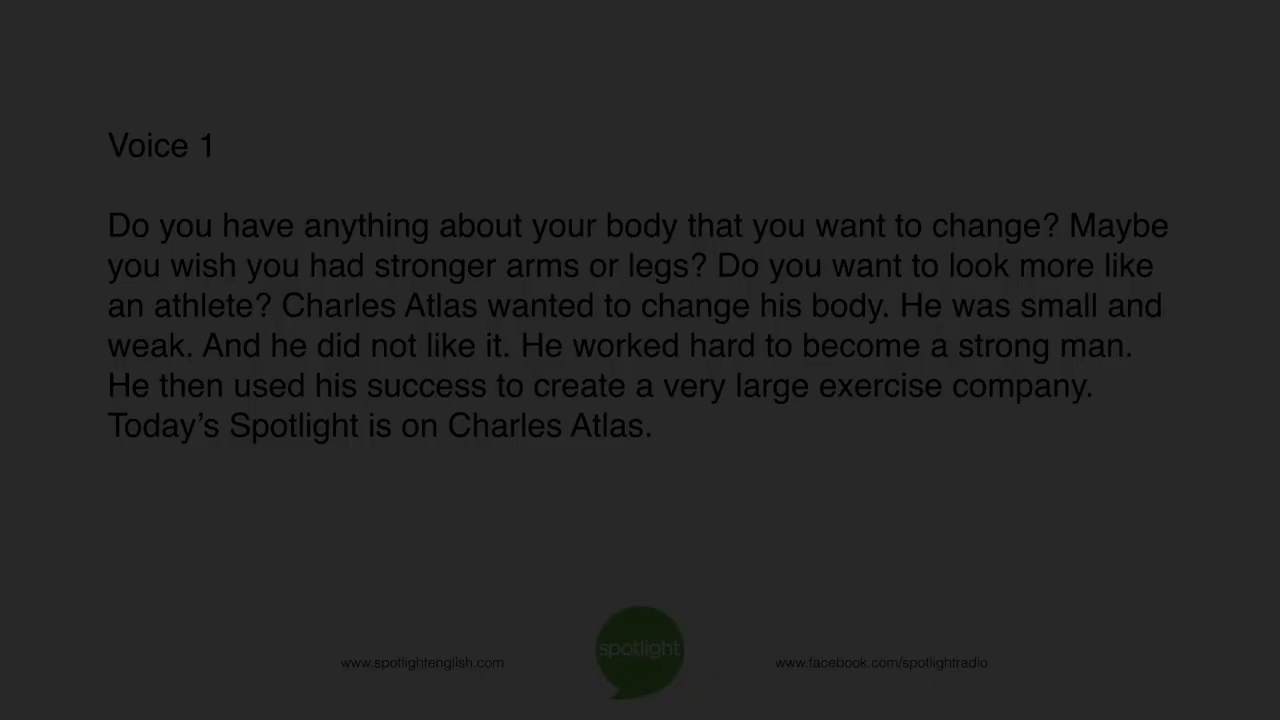 Voice 1
Do you have anything about your body that you want to change? Maybe
you wish you had stronger arms or legs? Do you want to look more like
an athlete? Charles Atlas wanted to change his body. He was small and
weak. And he did not like it. He worked hard to become a strong man.
He then used his success to create a very large exercise company.
Today’s Spotlight is on Charles Atlas.
spotlight
www.spotlightenglish.com
www.facebook.com/spotlightradio